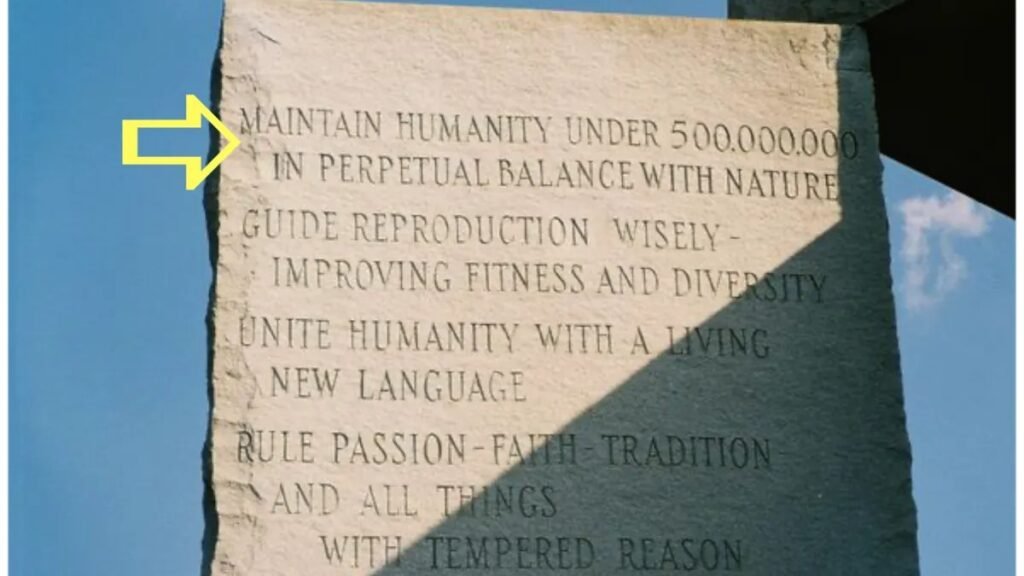 MAINTAIN HUMANITY UNDER 500.000.000
IN PERPETUAL BALANCE WITH NATURE
GUIDE REPRODUCTION WISELY-
IMPROVING FITNESS AND DIVERSITY
UNITE HUMANITY WITH A LIVING
NEW LANGUAGE
RULE PASSION-FAITH-TRADITION
AND ALL THINGS
WITH TEMPERED REASON